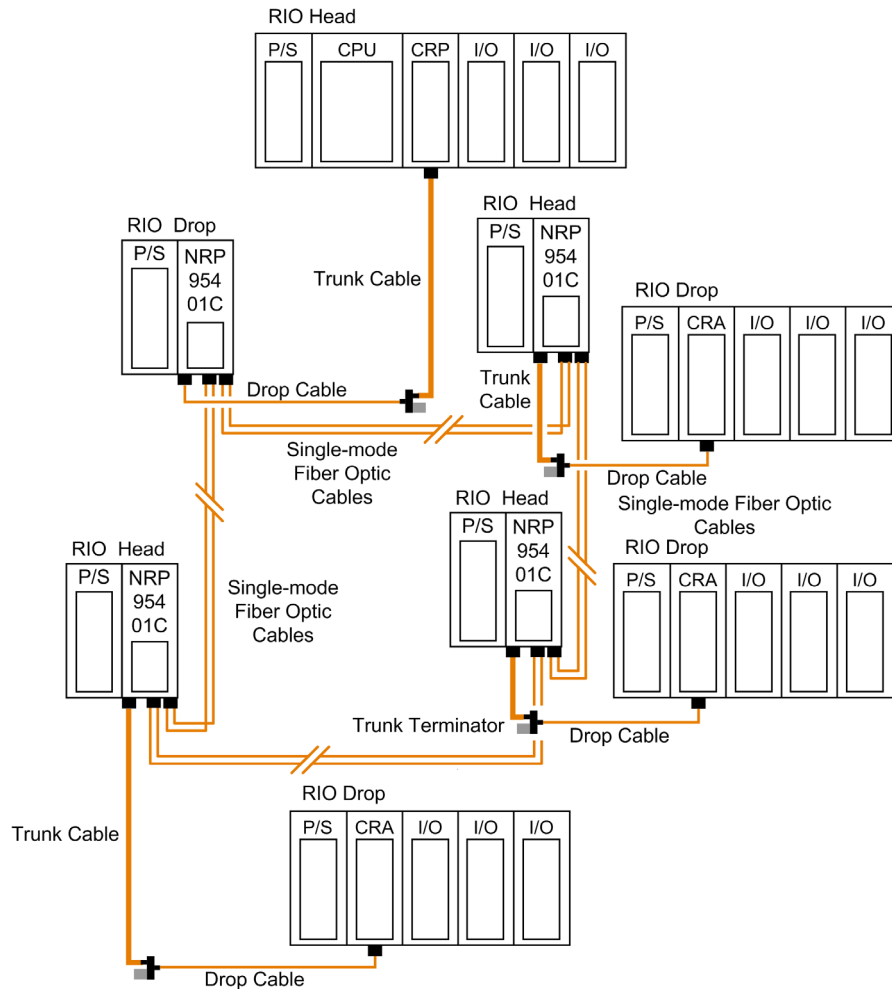 RIO Head
P/S CPU CRP I/O I/O I/O
RIO Drop
P/S NRP
954
01C
Trunk Cable
RIO Head
P/S NRP
954
01C
RIO Drop
P/S CRA I/O I/O I/O
Drop Cable
Trunk
Cable
Single-mode
Fiber Optic
Cables
Drop Cable
Single-mode Fiber Optic
Cables
RIO Head
P/S NRP
954
01C
RIO Head
P/S NRP
954
01C
Single-mode
Fiber Optic
Cables
RIO Drop
P/S CRA I/O I/O I/O
Trunk Terminator
Drop Cable
RIO Drop
P/S CRA I/O I/O I/O
Trunk Cable
Drop Cable